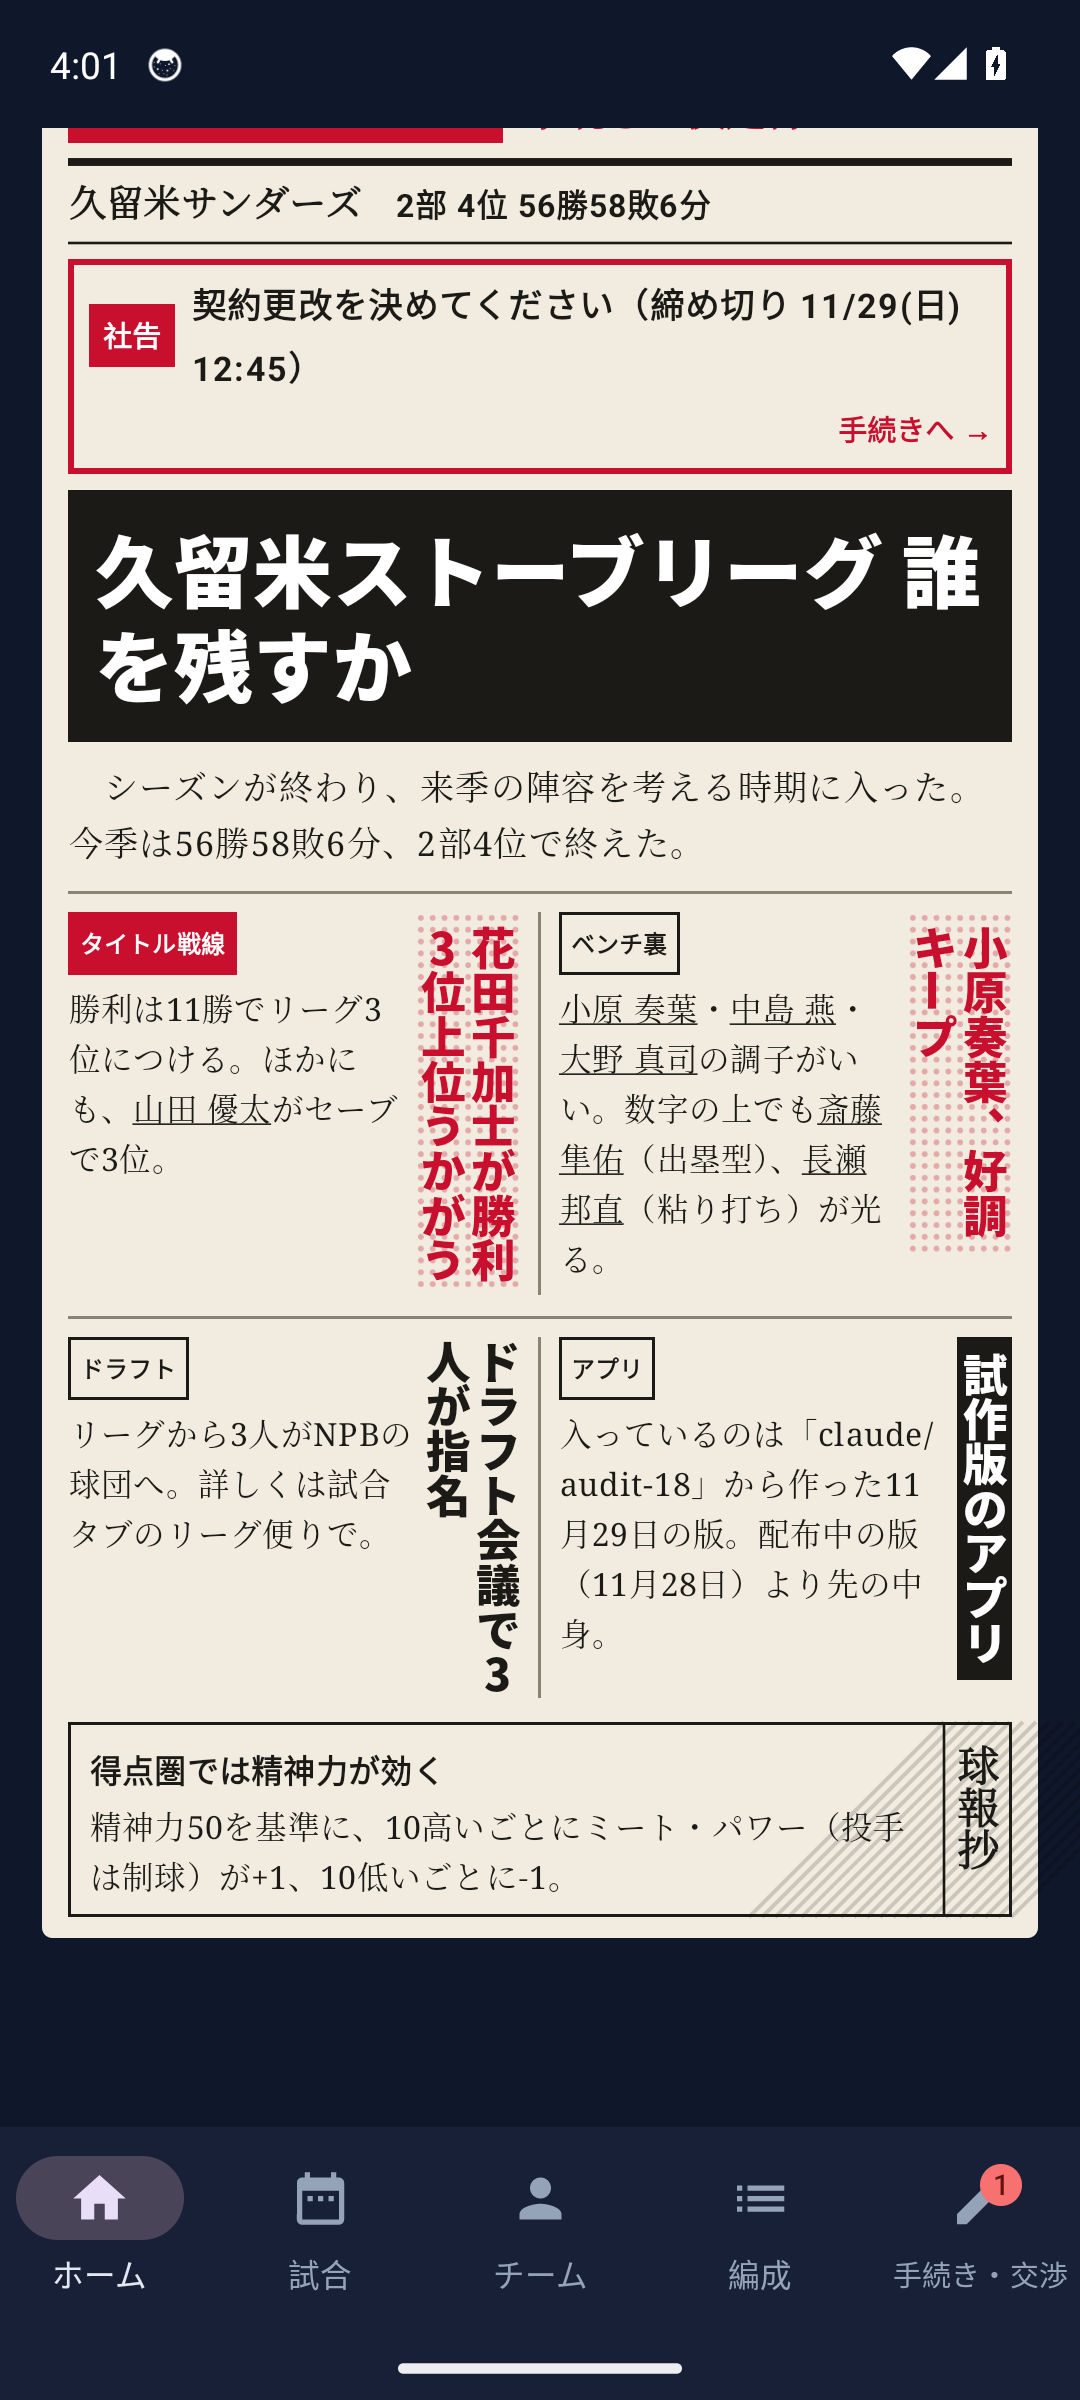 4:01
久留米サンダーズ 2部 4位 56勝58敗6分
社告
契約更改を決めてください（締め切り 11/29(日)
12:45）
手続きへ →
久留米ストーブリーグ 誰
を残すか
シーズンが終わり、来季の陣容を考える時期に入った。
今季は56勝58敗6分、2部4位で終えた。
タイトル戦線
花田千加士が勝利
3位上位うかがう
勝利は11勝でリーグ3
位につける。ほかに
も、山田 優太がセーブ
で3位。
ベンチ裏
小原奏葉、好調
キープ
小原 奏葉・中島 燕・
大野 真司の調子がい
い。数字の上でも斎藤
隼佑（出塁型）、長瀬
邦直（粘り打ち）が光
る。
ドラフト
ドラフト会議で3
人が指名
リーグから3人がNPBの
球団へ。詳しくは試合
タブのリーグ便りで。
アプリ
試作版のアプリ
入っているのは「claude/
audit-18」から作った11
月29日の版。配布中の版
（11月28日）より先の中
身。
球報抄
得点圏では精神力が効く
精神力50を基準に、10高いごとにミート・パワー（投手
は制球）が+1、10低いごとに-1。
ホーム
試合
チーム
編成
1
手続き・交渉